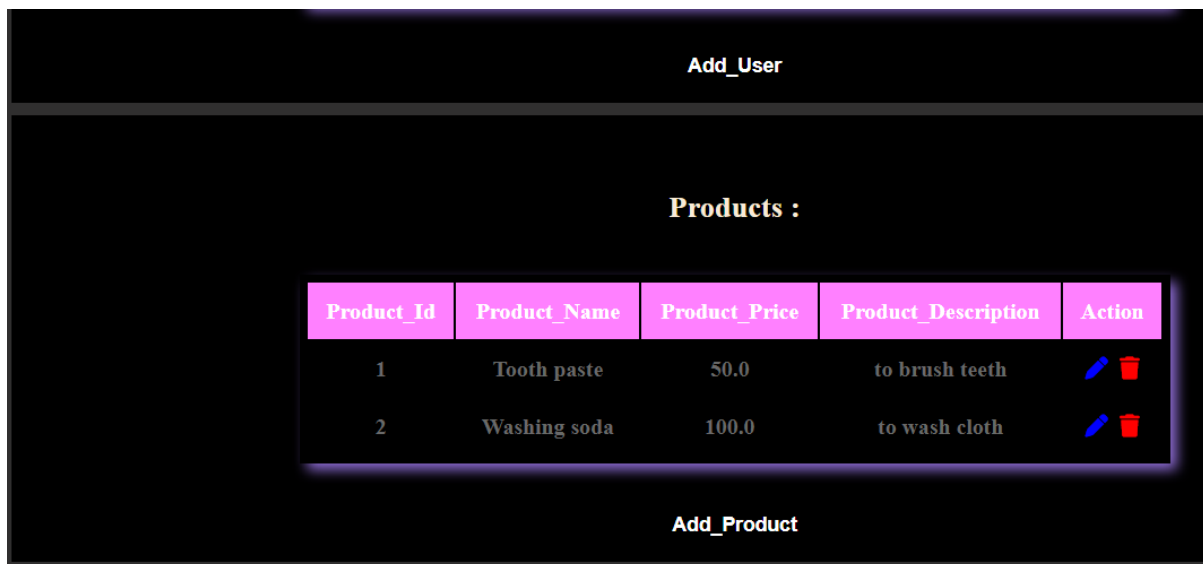 Add_User
Products :
Product_Id Product_Name Product_Price Product_Description Action
1 Tooth paste 50.0 to brush teeth
2 Washing soda 100.0 to wash cloth
Add_Product